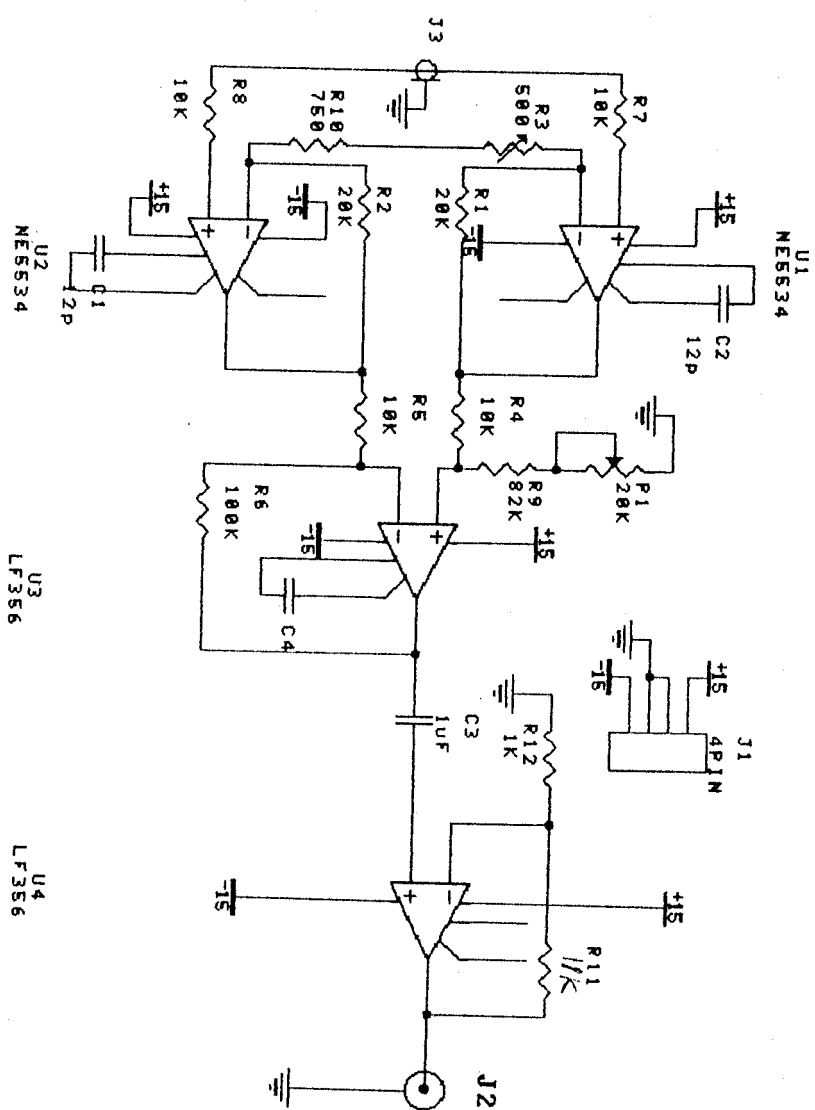 J3
R8
10K
R10
750
R3
500
R7
10K
+15
-15
R2
20K
R1
20K
-15
+15
U2
NE5534
C1
12p
U1
NE5534
C2
12p
R5
10K
R4
10K
R9
82K
P1
20K
R6
100K
-15
+15
U3
LF356
C4
C3
1uF
R12
1K
-15
+15
J1
4PIN
U4
LF356
-15
+15
R11
11K
J2